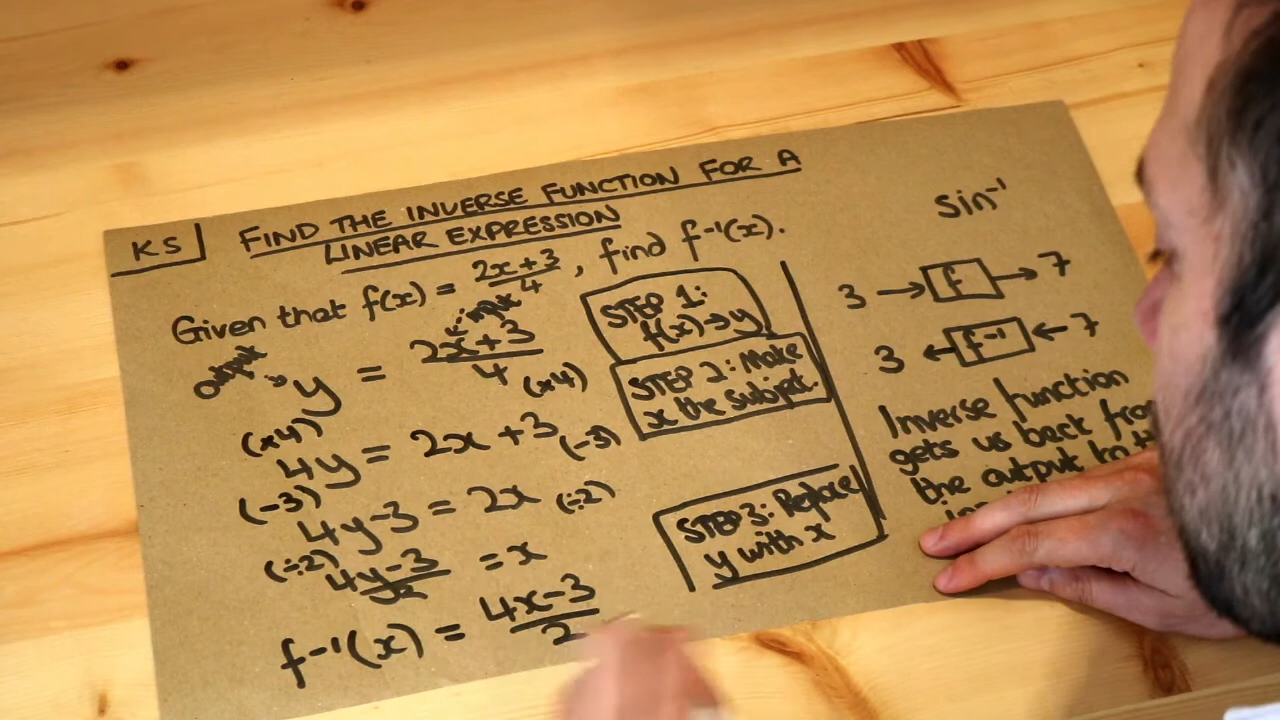 KS
FIND THE INVERSE FUNCTION FOR A
LINEAR EXPRESSION
Given that f(x) = 2x+3/4, find f⁻¹(x).
output
input
y = 2x+3/4
(×4) (×4)
4y = 2x+3
(-3) (-3)
4y-3 = 2x
(÷2) (÷2)
4y-3/2 = x
f⁻¹(x) = 4x-3/2
STEP 1:
f(x)→y
STEP 2: Make
x the subject.
STEP 3: Replace
y with x
sin⁻¹
3 → f → 7
3 ← f⁻¹ ← 7
Inverse function
gets us back from
the output to